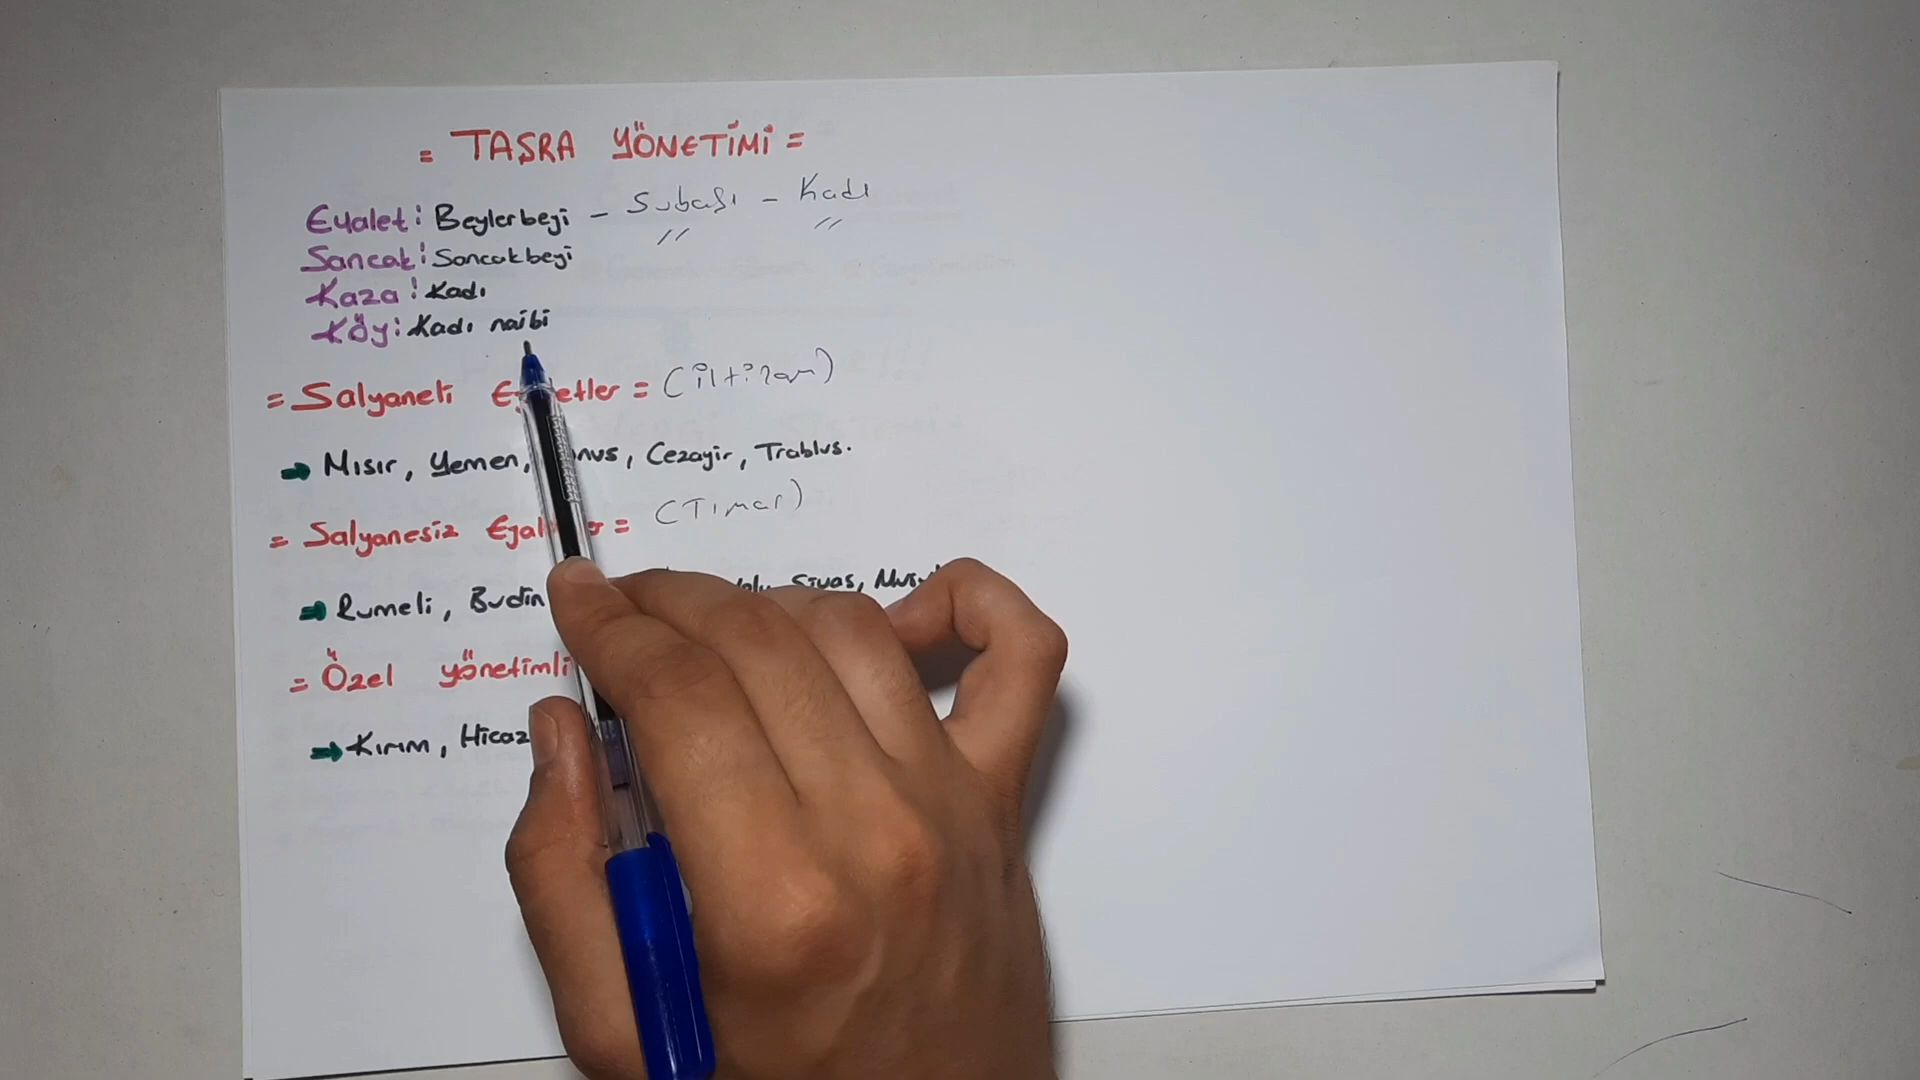 = TAŞRA YÖNETİMİ =
Eyalet: Beylerbeyi - Subaşı - Kadı
Sancak: Sancakbeyi " "
Kaza: Kadı
Köy: Kadı naibi
= Salyaneli = (iltizam)
Mısır, Yemen, Cezayir, Trablus.
= Salyanesiz = (Tımar)
Rumeli, Budin Sivas,
= Özel yönetimli
Kırım, Hicaz